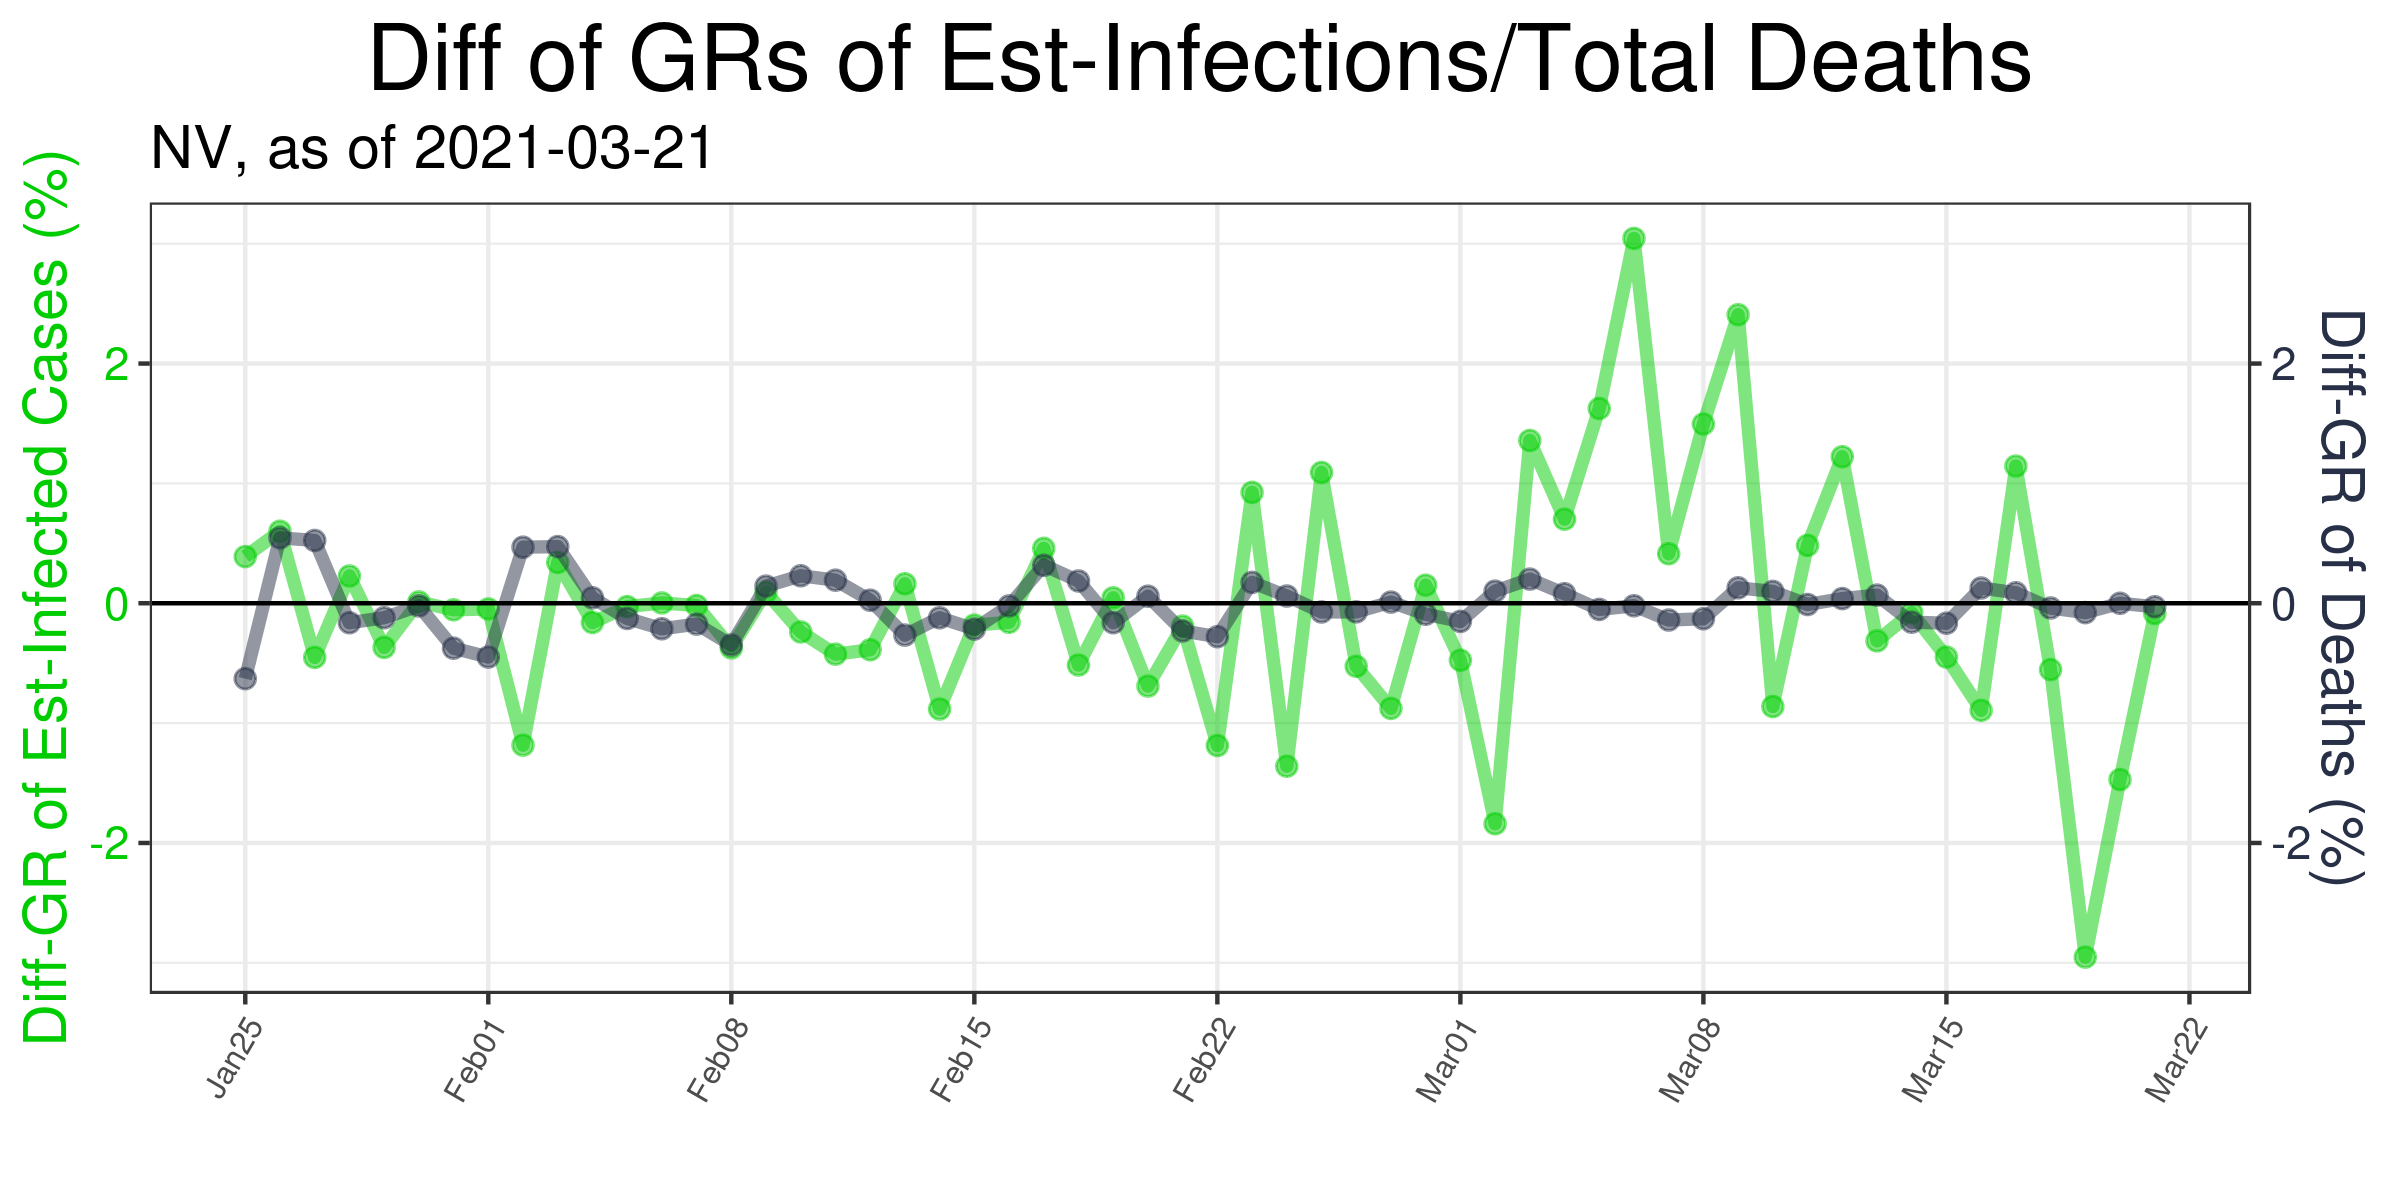 Diff of GRs of Est-Infections/Total Deaths
NV, as of 2021-03-21
Diff-GR of Est-Infected Cases (%)
2
0
-2
2
0
-2
Diff-GR of Deaths (%)
Jan25
Feb01
Feb08
Feb15
Feb22
Mar01
Mar08
Mar15
Mar22